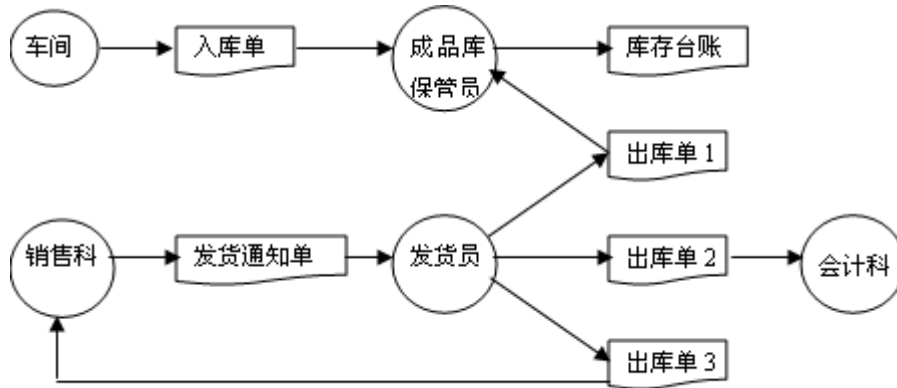 车间
入库单
成品库
保管员
库存台账
出库单 1
销售科
发货通知单
发货员
出库单 2
会计科
出库单 3